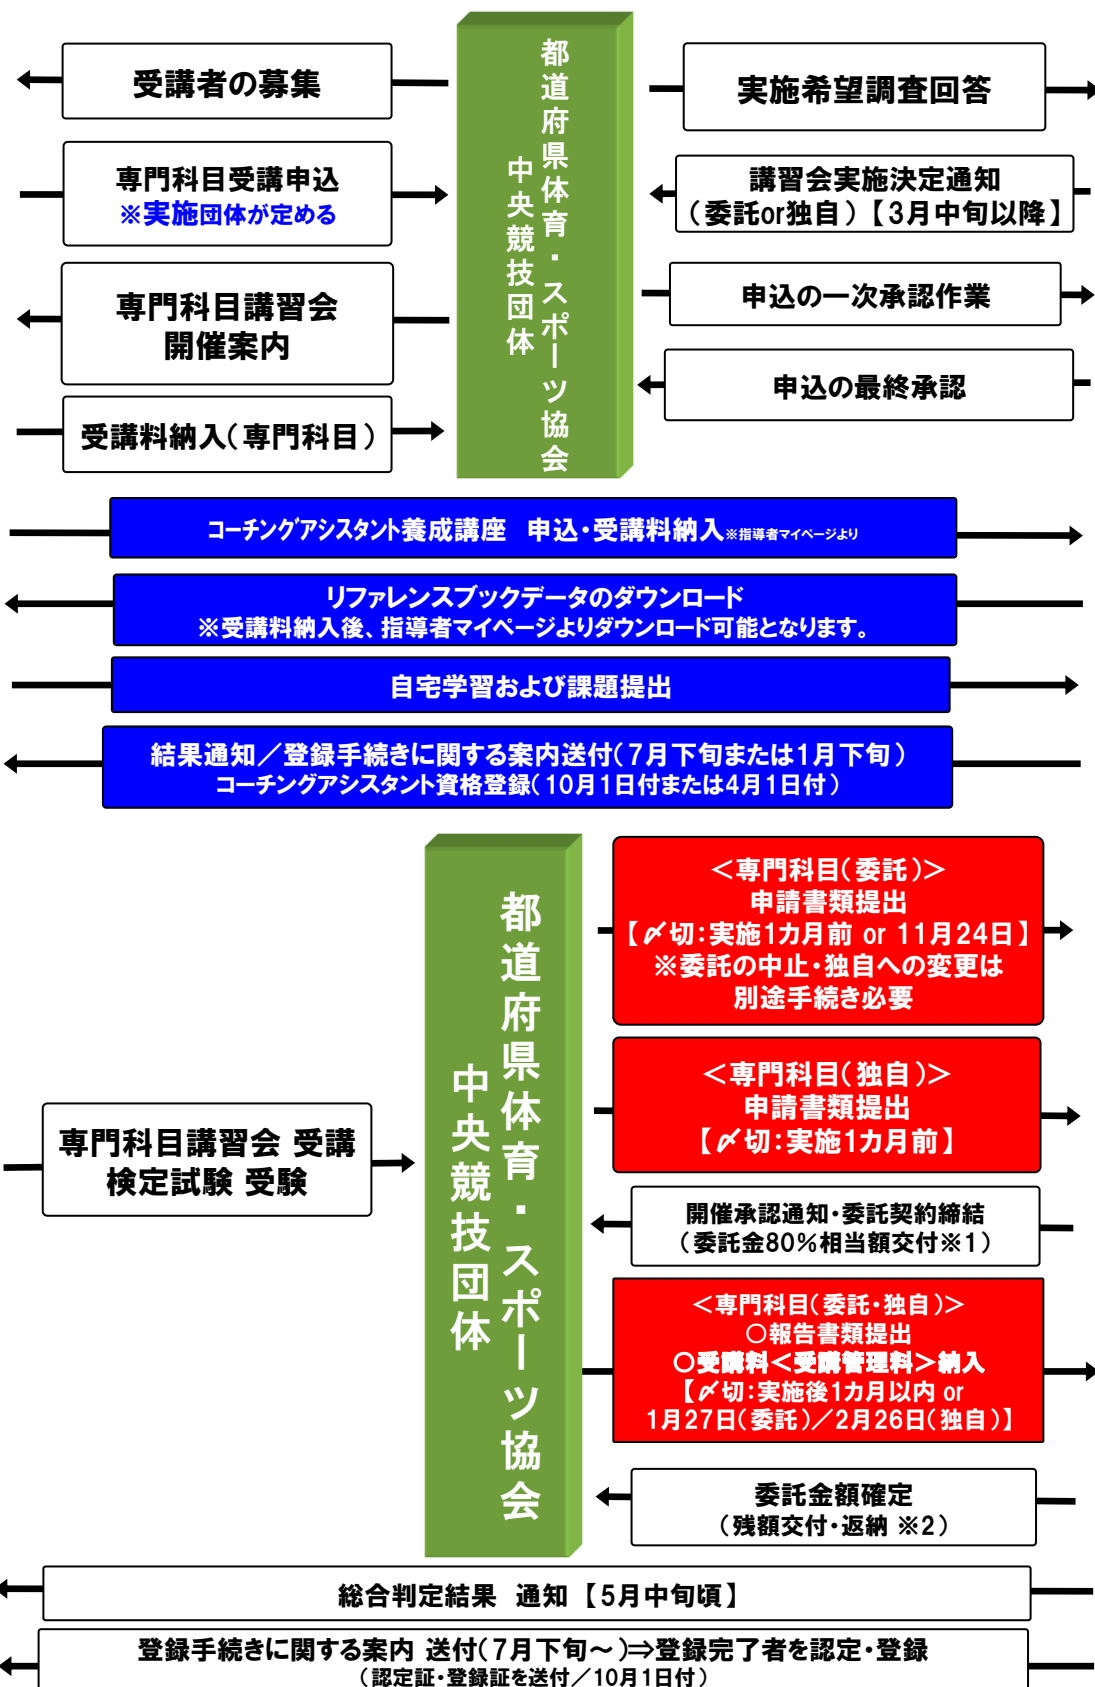 受講者の募集
専門科目受講申込
※実施団体が定める
専門科目講習会
開催案内
受講料納入(専門科目)
都道府県体育・スポーツ協会
中央競技団体
実施希望調査回答
講習会実施決定通知
(委託or独自)【3月中旬以降】
申込の一次承認作業
申込の最終承認
コーチングアシスタント養成講座 申込・受講料納入※指導者マイページより
リファレンスブックデータのダウンロード
※受講料納入後、指導者マイページよりダウンロード可能となります。
自宅学習および課題提出
結果通知/登録手続きに関する案内送付(7月下旬または1月下旬)
コーチングアシスタント資格登録(10月1日付または4月1日付)
専門科目講習会 受講
検定試験 受験
都道府県体育・スポーツ協会
中央競技団体
<専門科目(委託)>
申請書類提出
【〆切:実施1カ月前 or 11月24日】
※委託の中止・独自への変更は
別途手続き必要
<専門科目(独自)>
申請書類提出
【〆切:実施1カ月前】
開催承認通知・委託契約締結
(委託金80%相当額交付※1)
<専門科目(委託・独自)>
○報告書類提出
○受講料<受講管理料>納入
【〆切:実施後1カ月以内 or
1月27日(委託)/2月26日(独自)】
委託金額確定
(残額交付・返納 ※2)
総合判定結果 通知【5月中旬頃】
登録手続きに関する案内 送付(7月下旬~)⇒登録完了者を認定・登録
(認定証・登録証を送付/10月1日付)